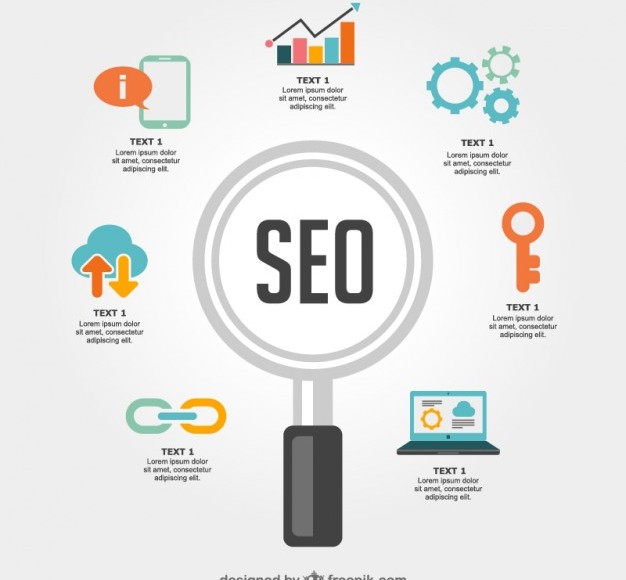 TEXT 1
Lorem ipsum dolor
sit amet, consectetur
adipiscing elit.
i
TEXT 1
Lorem ipsum dolor
sit amet, consectetur
adipiscing elit.
TEXT 1
Lorem ipsum dolor
sit amet, consectetur
adipiscing elit.
SEO
TEXT 1
Lorem ipsum dolor
sit amet, consectetur
adipiscing elit.
TEXT 1
Lorem ipsum dolor
sit amet, consectetur
adipiscing elit.
TEXT 1
Lorem ipsum dolor
sit amet, consectetur
adipiscing elit.
TEXT 1
Lorem ipsum dolor
sit amet, consectetur
adipiscing elit.
designed by freepik.com